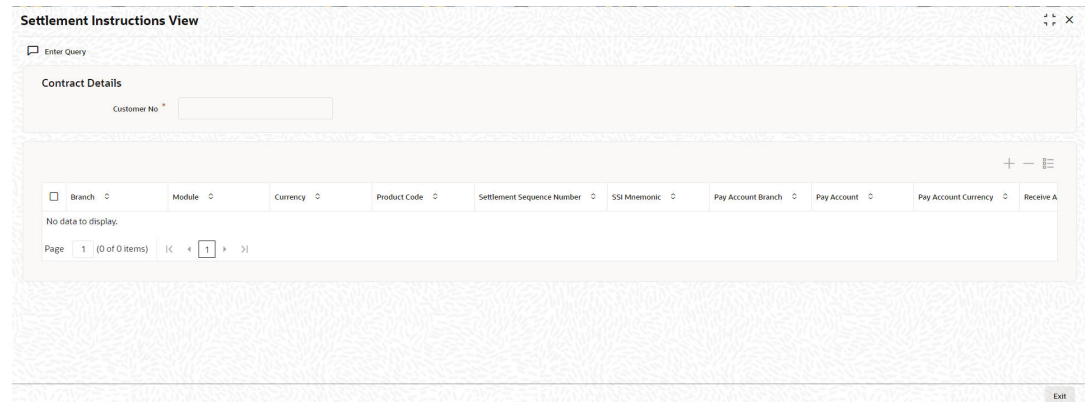 Settlement Instructions View
Enter Query
Contract Details
Customer No *
Branch Module Currency Product Code Settlement Sequence Number SSI Mnemonic Pay Account Branch Pay Account Pay Account Currency Receive A
No data to display.
Page 1 (0 of 0 items) 1
Exit